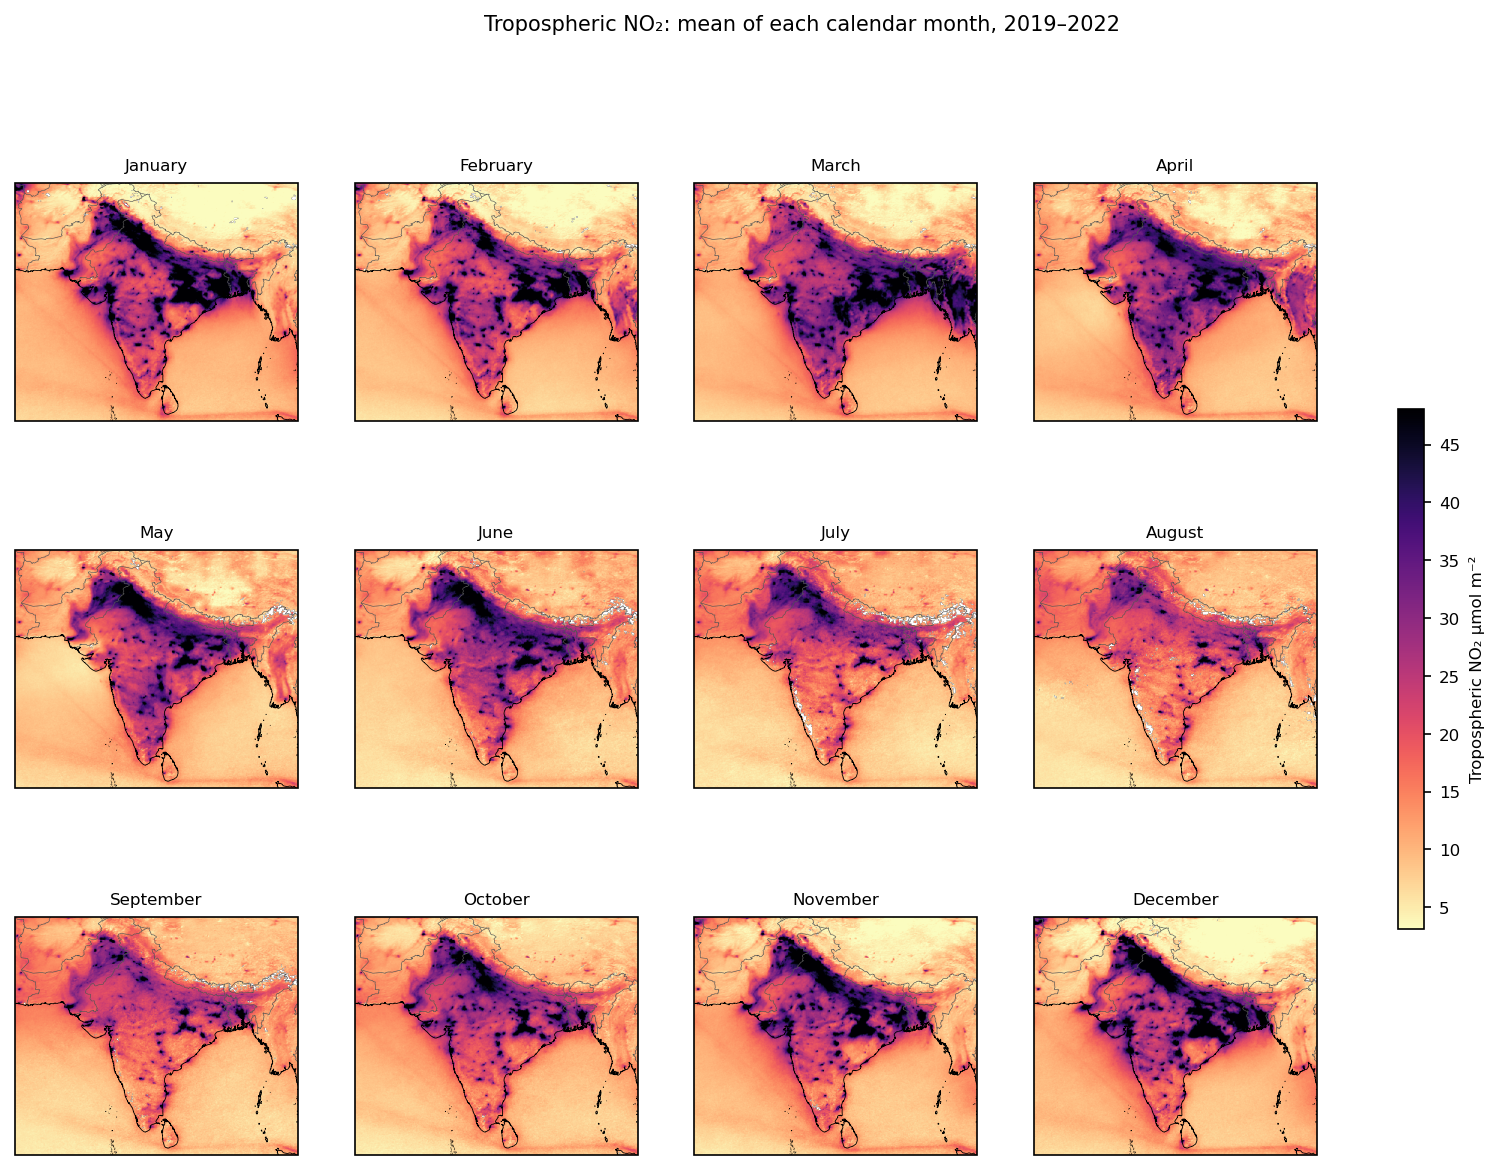 Tropospheric NO₂: mean of each calendar month, 2019–2022
January
February
March
April
May
June
July
August
September
October
November
December
45
40
35
30
25
20
15
10
5
Tropospheric NO₂ µmol m⁻²